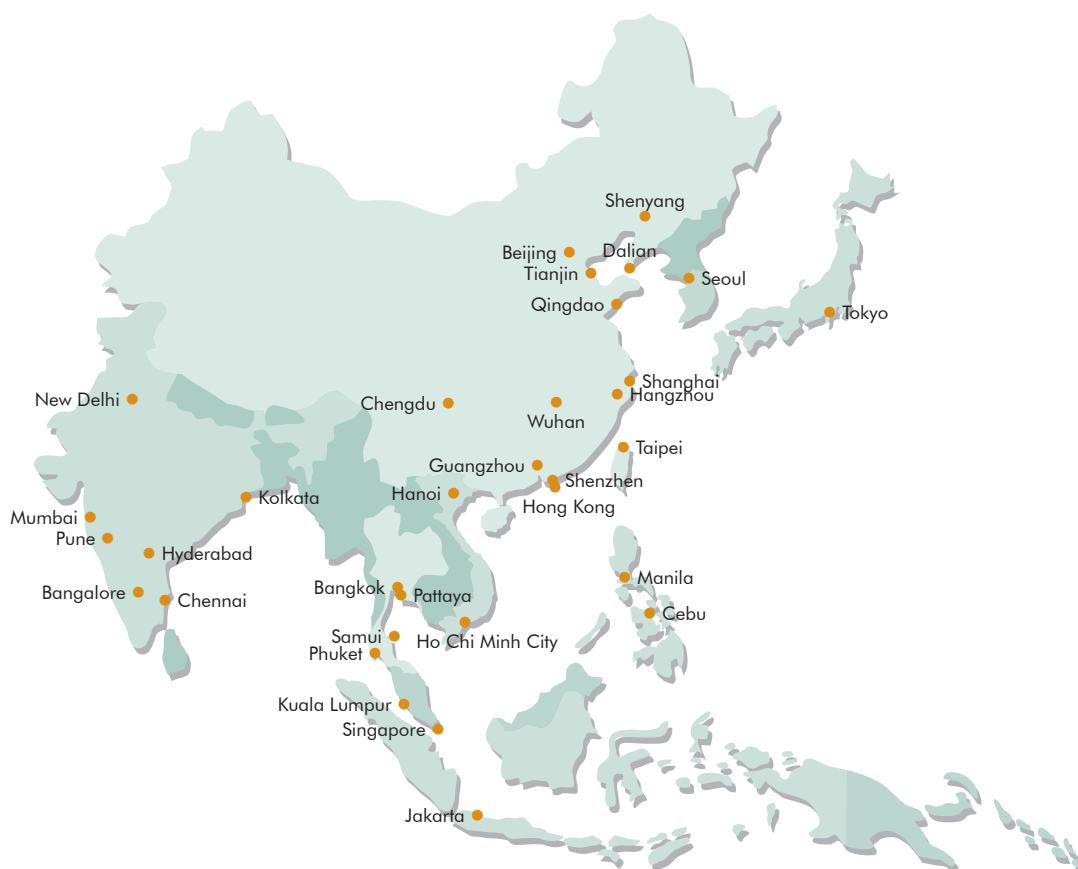 Shenyang
Beijing
Dalian
Tianjin
Seoul
Qingdao
Tokyo
Shanghai
Hangzhou
New Delhi
Chengdu
Wuhan
Taipei
Guangzhou
Shenzhen
Hanoi
Kolkata
Hong Kong
Mumbai
Pune
Hyderabad
Manila
Bangkok
Bangalore
Pattaya
Chennai
Cebu
Samui
Ho Chi Minh City
Phuket
Kuala Lumpur
Singapore
Jakarta